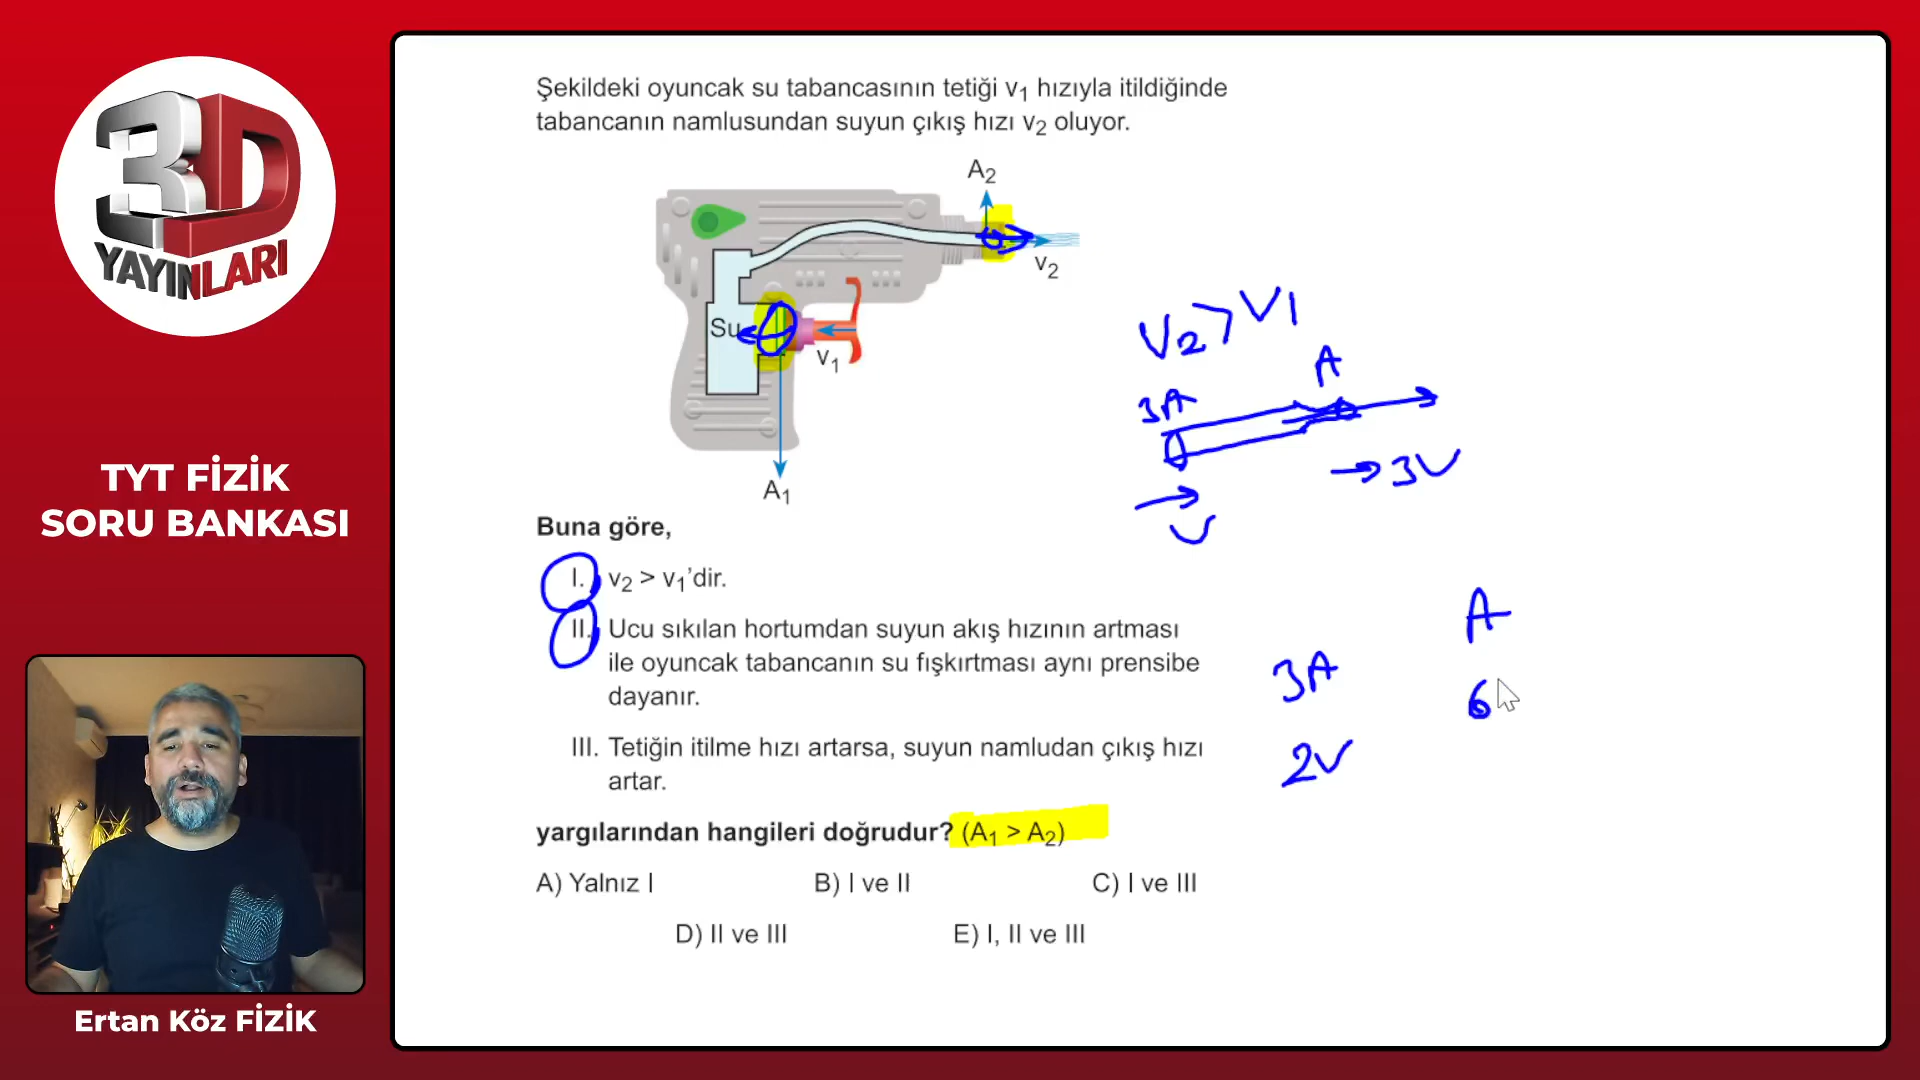 3D
YAYINLARI
TYT FİZİK
SORU BANKASI
Ertan Köz FİZİK
Şekildeki oyuncak su tabancasının tetiği v₁ hızıyla itildiğinde
tabancanın namlusundan suyun çıkış hızı v₂ oluyor.
A₂
v₂
Su
v₁
A₁
V₂ > V₁
3A
A
V
3V
Buna göre,
I. v₂ > v₁'dir.
II. Ucu sıkılan hortumdan suyun akış hızının artması
ile oyuncak tabancanın su fışkırtması aynı prensibe
dayanır.
III. Tetiğin itilme hızı artarsa, suyun namludan çıkış hızı
artar.
3A
A
2V
6
yargılarından hangileri doğrudur? (A₁ > A₂)
A) Yalnız I
B) I ve II
C) I ve III
D) II ve III
E) I, II ve III